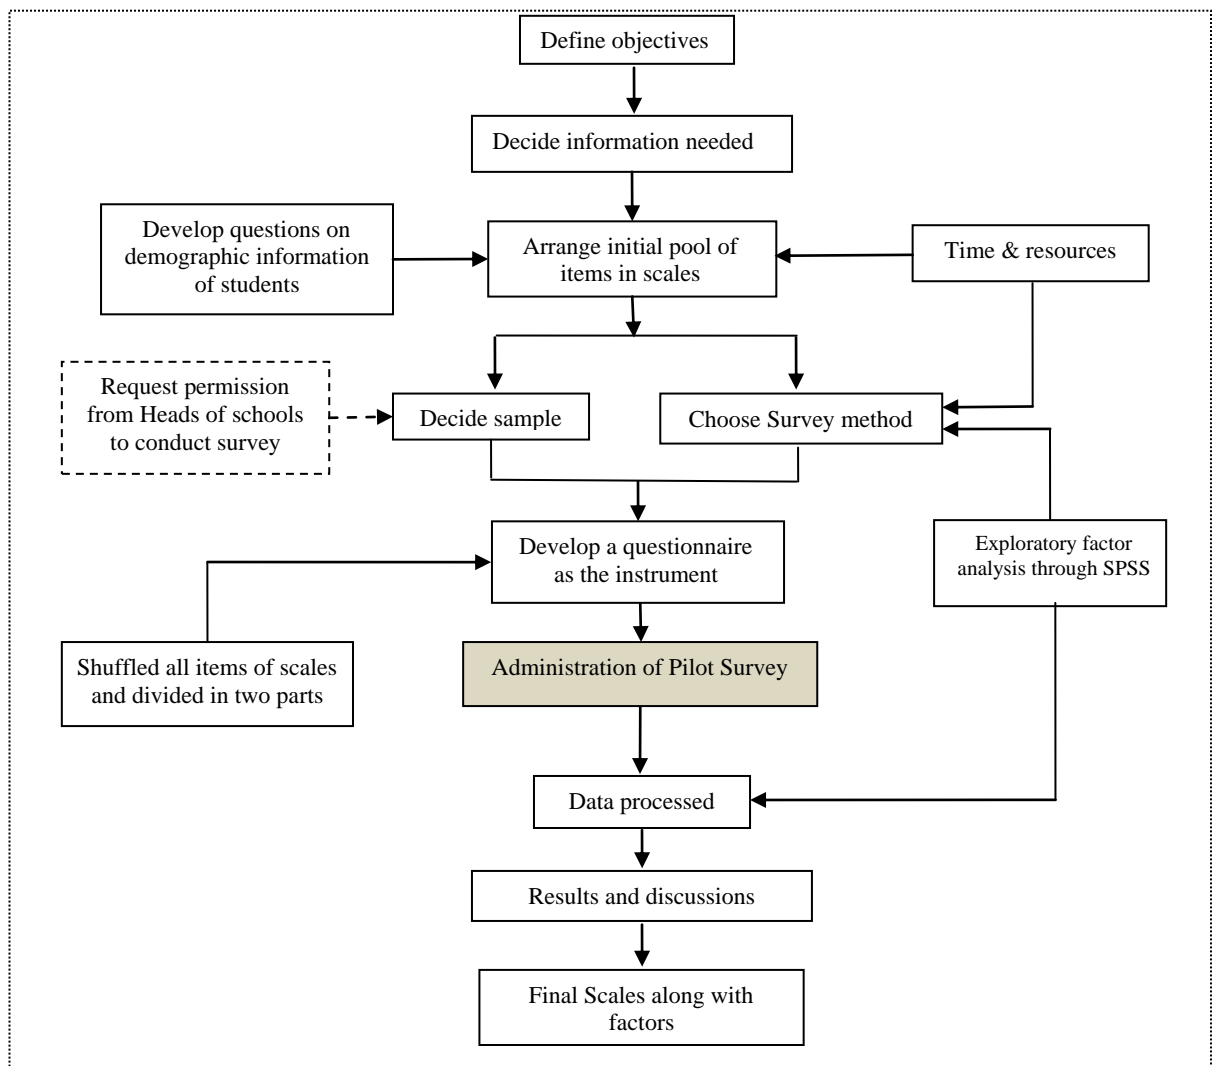 Define objectives
Decide information needed
Develop questions on
demographic information
of students
Arrange initial pool of
items in scales
Time & resources
Request permission
from Heads of schools
to conduct survey
Decide sample
Choose Survey method
Develop a questionnaire
as the instrument
Exploratory factor
analysis through SPSS
Shuffled all items of scales
and divided in two parts
Administration of Pilot Survey
Data processed
Results and discussions
Final Scales along with
factors